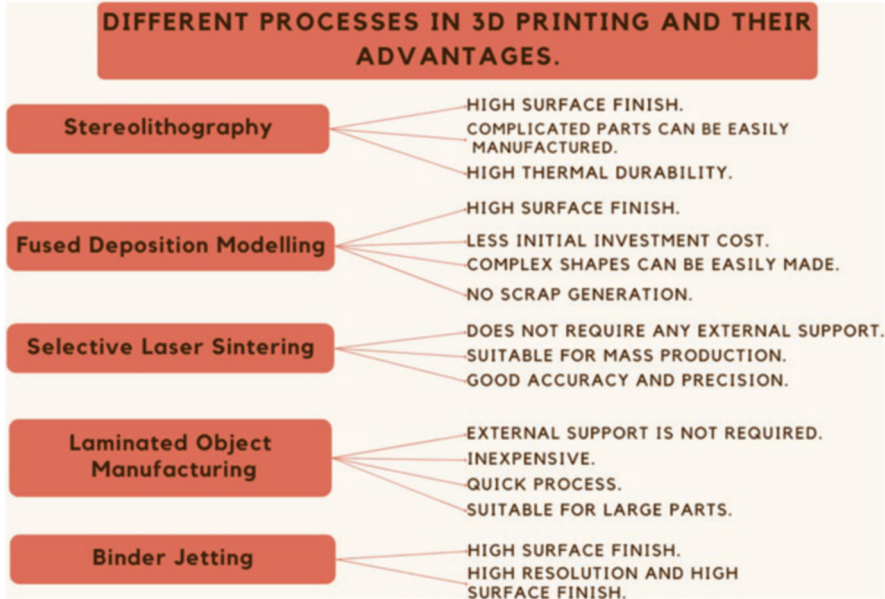 DIFFERENT PROCESSES IN 3D PRINTING AND THEIR
ADVANTAGES.
Stereolithography
HIGH SURFACE FINISH.
COMPLICATED PARTS CAN BE EASILY
MANUFACTURED.
HIGH THERMAL DURABILITY.
Fused Deposition Modelling
HIGH SURFACE FINISH.
LESS INITIAL INVESTMENT COST.
COMPLEX SHAPES CAN BE EASILY MADE.
NO SCRAP GENERATION.
Selective Laser Sintering
DOES NOT REQUIRE ANY EXTERNAL SUPPORT.
SUITABLE FOR MASS PRODUCTION.
GOOD ACCURACY AND PRECISION.
Laminated Object
Manufacturing
EXTERNAL SUPPORT IS NOT REQUIRED.
INEXPENSIVE.
QUICK PROCESS.
SUITABLE FOR LARGE PARTS.
Binder Jetting
HIGH SURFACE FINISH.
HIGH RESOLUTION AND HIGH
SURFACE FINISH.